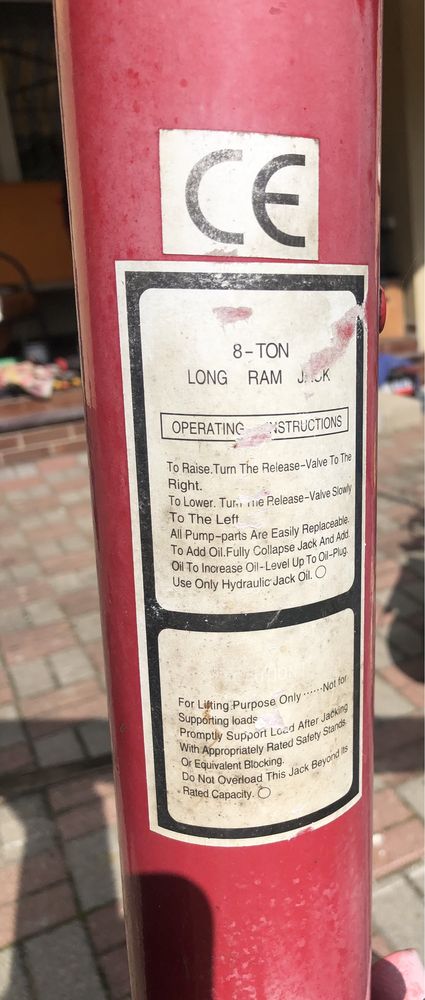 CE
8-TON
LONG RAM JACK
OPERATING INSTRUCTIONS
To Raise.Turn The Release-Valve To The
Right.
To Lower. Turn The Release-Valve Slowly
To The Left
All Pump-parts Are Easily Replaceable.
To Add Oil.Fully Collapse Jack And Add.
Oil To Increase Oil-Level Up To Oil-Plug.
Use Only Hydraulic Jack Oil.
For Lifting Purpose Only ······Not for
Supporting loads
Promptly Support Load After Jacking
With Appropriately Rated Safety Stands.
Or Equivalent Blocking.
Do Not Overload This Jack Beyond Its
Rated Capacity.